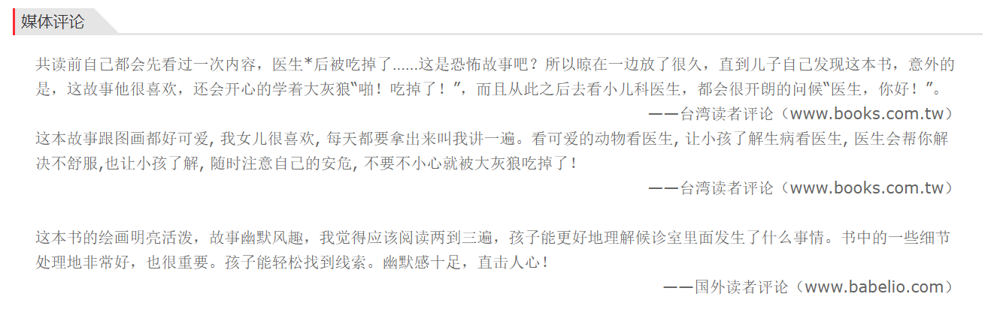 媒体评论
共读前自己都会先看过一次内容，医生*后被吃掉了……这是恐怖故事吧？所以晾在一边放了很久，直到儿子自己发现这本书，意外的
是，这故事他很喜欢，还会开心的学着大灰狼“啪！吃掉了！”，而且从此之后去看小儿科医生，都会很开朗的问候“医生，你好！”。
——台湾读者评论（www.books.com.tw）
这本故事跟图画都好可爱, 我女儿很喜欢, 每天都要拿出来叫我讲一遍。看可爱的动物看医生, 让小孩了解生病看医生, 医生会帮你解
决不舒服,也让小孩了解, 随时注意自己的安危, 不要不小心就被大灰狼吃掉了！
——台湾读者评论（www.books.com.tw）
这本书的绘画明亮活泼，故事幽默风趣，我觉得应该阅读两到三遍，孩子能更好地理解候诊室里面发生了什么事情。书中的一些细节
处理地非常好，也很重要。孩子能轻松找到线索。幽默感十足，直击人心！
——国外读者评论（www.babelio.com）